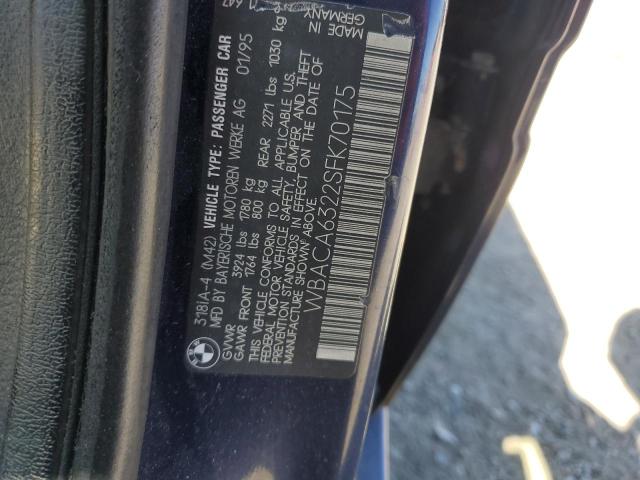 318IA-4 (M42) VEHICLE TYPE: PASSENGER CAR
MFD BY BAYERISCHE MOTOREN WERKE AG 01/95
MADE IN
GERMANY
GVWR 3924 lbs 1780 kg
GAWR FRONT 1764 lbs 800 kg REAR 2271 lbs 1030 kg
THIS VEHICLE CONFORMS TO ALL APPLICABLE U.S.
FEDERAL MOTOR VEHICLE SAFETY, BUMPER AND THEFT
PREVENTION STANDARDS IN EFFECT ON THE DATE OF
MANUFACTURE SHOWN ABOVE.
WBACA6322SFK70175